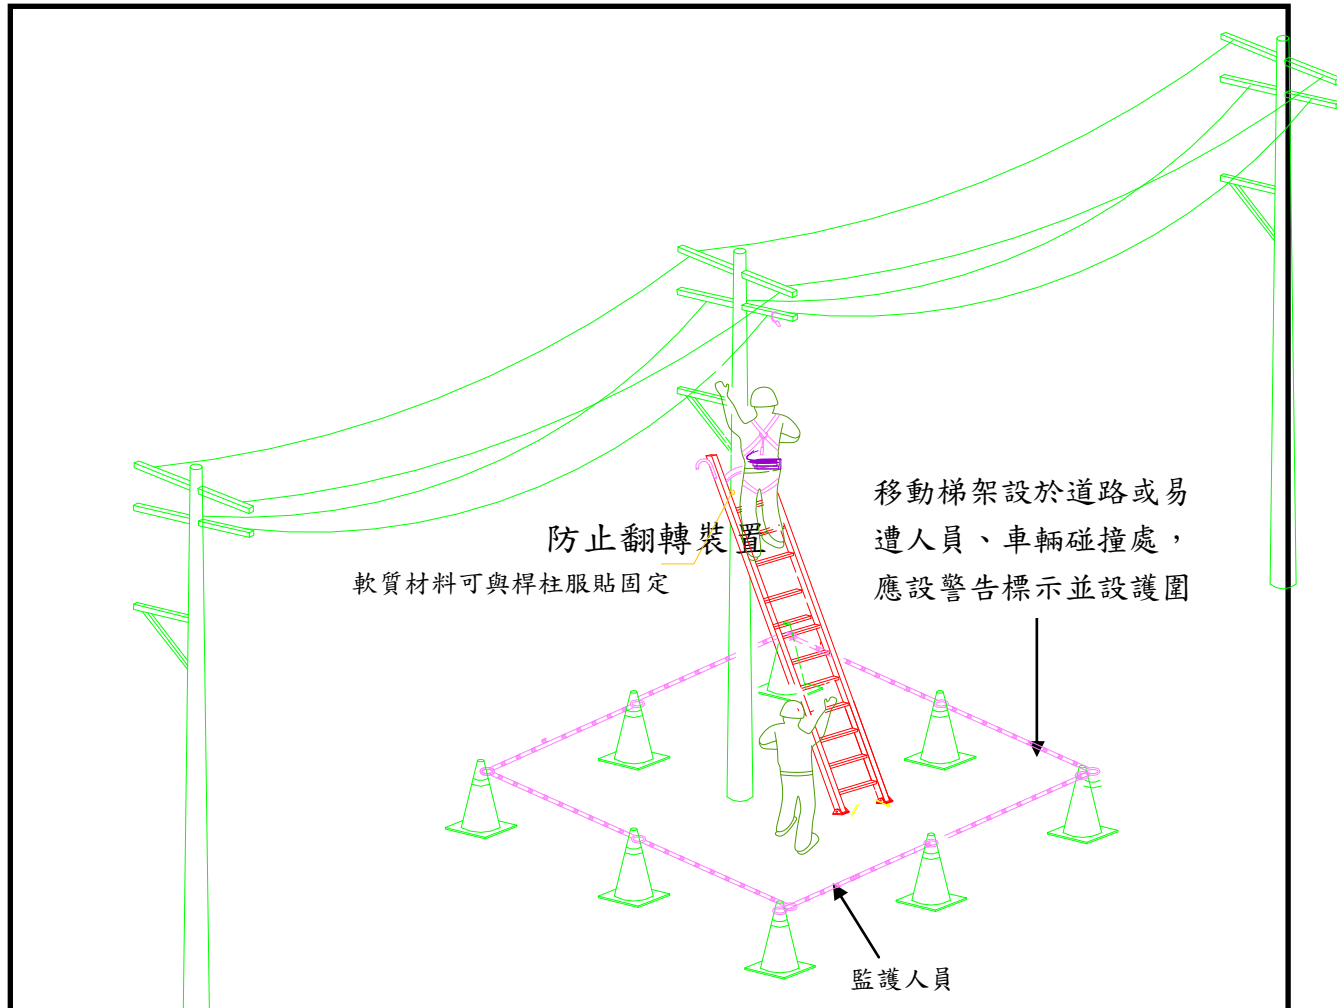 移動梯架設於道路或易
遭人員、車輛碰撞處，
應設警告標示並設護圍
防止翻轉裝置
軟質材料可與桿柱服貼固定
監護人員